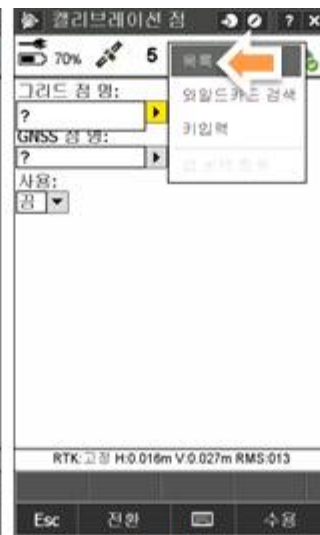 캘리브레이션 점 ? ×
70% 5
목록
그리드 점 명:
와일드카드 검색
?
키입력
GNSS 점 명:
?
사용:
끔
RTK:고정 H:0.016m V:0.027m RMS:013
Esc 전환 수용